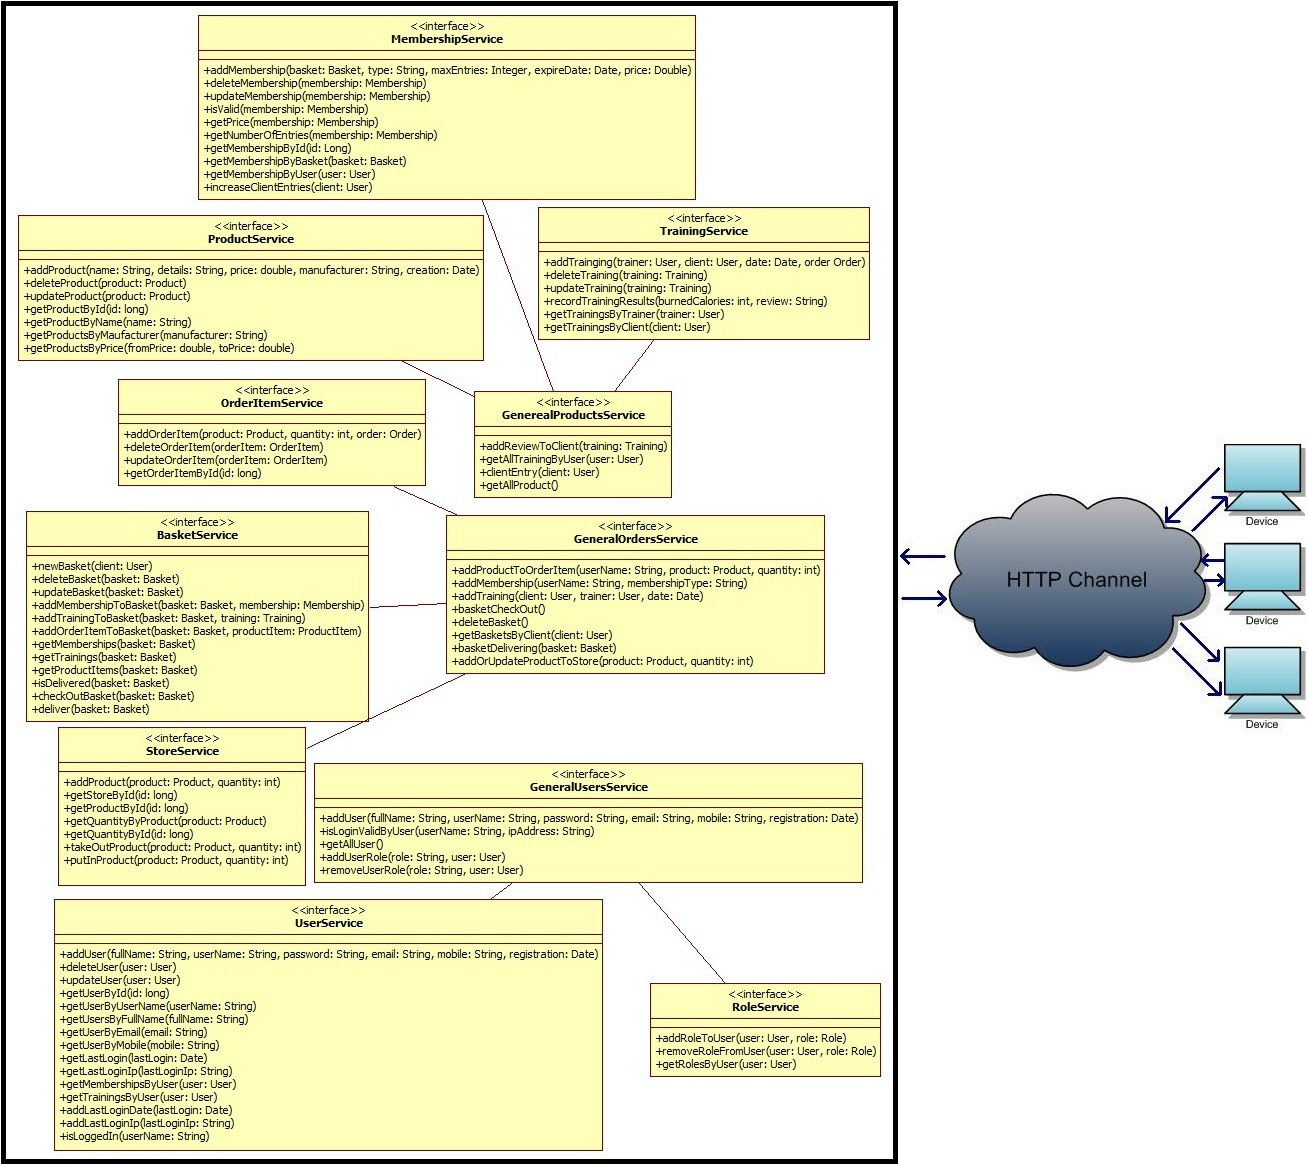 <<interface>>
MembershipService
+addMembership(basket: Basket, type: String, maxEntries: Integer, expireDate: Date, price: Double)
+deleteMembership(membership: Membership)
+updateMembership(membership: Membership)
+isValid(membership: Membership)
+getPrice(membership: Membership)
+getNumberOfEntries(membership: Membership)
+getMembershipById(id: Long)
+getMembershipByBasket(basket: Basket)
+getMembershipByUser(user: User)
+increaseClientEntries(client: User)
<<interface>>
ProductService
+addProduct(name: String, details: String, price: double, manufacturer: String, creation: Date)
+deleteProduct(product: Product)
+updateProduct(product: Product)
+getProductById(id: long)
+getProductByName(name: String)
+getProductsByMaufacturer(manufacturer: String)
+getProductsByPrice(fromPrice: double, toPrice: double)
<<interface>>
TrainingService
+addTrainging(trainer: User, client: User, date: Date, order Order)
+deleteTraining(training: Training)
+updateTraining(training: Training)
+recordTrainingResults(burnedCalories: int, review: String)
+getTrainingsByTrainer(trainer: User)
+getTrainingsByClient(client: User)
<<interface>>
OrderItemService
+addOrderItem(product: Product, quantity: int, order: Order)
+deleteOrderItem(orderItem: OrderItem)
+updateOrderItem(orderItem: OrderItem)
+getOrderItemById(id: long)
<<interface>>
GenerealProductsService
+addReviewToClient(training: Training)
+getAllTrainingByUser(user: User)
+clientEntry(client: User)
+getAllProduct()
<<interface>>
BasketService
+newBasket(client: User)
+deleteBasket(basket: Basket)
+updateBasket(basket: Basket)
+addMembershipToBasket(basket: Basket, membership: Membership)
+addTrainingToBasket(basket: Basket, training: Training)
+addOrderItemToBasket(basket: Basket, productItem: ProductItem)
+getMemberships(basket: Basket)
+getTrainings(basket: Basket)
+getProductItems(basket: Basket)
+isDelivered(basket: Basket)
+checkOutBasket(basket: Basket)
+deliver(basket: Basket)
<<interface>>
GeneralOrdersService
+addProductToOrderItem(userName: String, product: Product, quantity: int)
+addMembership(userName: String, membershipType: String)
+addTraining(client: User, trainer: User, date: Date)
+basketCheckOut()
+deleteBasket()
+getBasketsByClient(client: User)
+basketDelivering(basket: Basket)
+addOrUpdateProductToStore(product: Product, quantity: int)
<<interface>>
StoreService
+addProduct(product: Product, quantity: int)
+getStoreById(id: long)
+getProductById(id: long)
+getQuantityByProduct(product: Product)
+getQuantityById(id: long)
+takeOutProduct(product: Product, quantity: int)
+putInProduct(product: Product, quantity: int)
<<interface>>
GeneralUsersService
+addUser(fullName: String, userName: String, password: String, email: String, mobile: String, registration: Date)
+isLoginValidByUser(userName: String, ipAddress: String)
+getAllUser()
+addUserRole(role: String, user: User)
+removeUserRole(role: String, user: User)
<<interface>>
UserService
+addUser(fullName: String, userName: String, password: String, email: String, mobile: String, registration: Date)
+deleteUser(user: User)
+updateUser(user: User)
+getUserById(id: long)
+getUserByUserName(userName: String)
+getUsersByFullName(fullName: String)
+getUserByEmail(email: String)
+getUserByMobile(mobile: String)
+getLastLogin(lastLogin: Date)
+getLastLoginIp(lastLoginIp: String)
+getMembershipsByUser(user: User)
+getTrainingsByUser(user: User)
+addLastLoginDate(lastLogin: Date)
+addLastLoginIp(lastLoginIp: String)
+isLoggedIn(userName: String)
<<interface>>
RoleService
+addRoleToUser(user: User, role: Role)
+removeRoleFromUser(user: User, role: Role)
+getRolesByUser(user: User)
HTTP Channel
Device
Device
Device